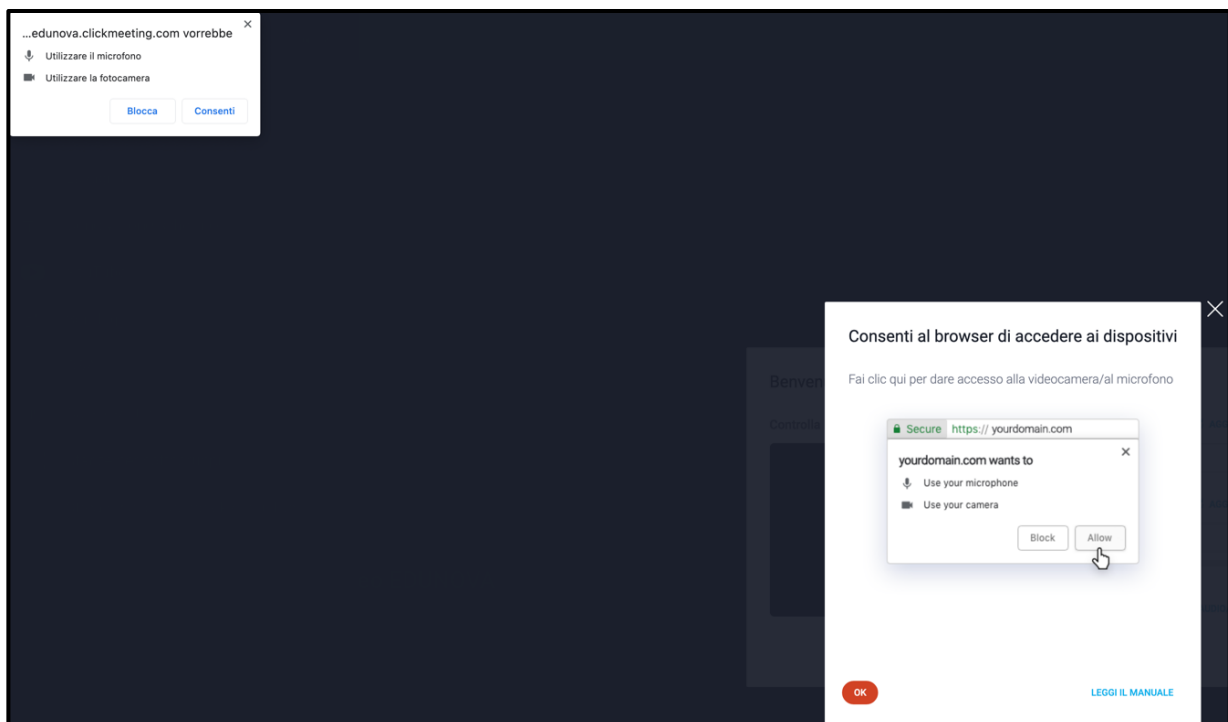 ...edunova.clickmeeting.com vorrebbe
Utilizzare il microfono
Utilizzare la fotocamera
Blocca Consenti
Consenti al browser di accedere ai dispositivi
Fai clic qui per dare accesso alla videocamera/al microfono
Benven
Controlla
Secure https:// yourdomain.com
yourdomain.com wants to
Use your microphone
Use your camera
Block Allow
OK LEGGI IL MANUALE